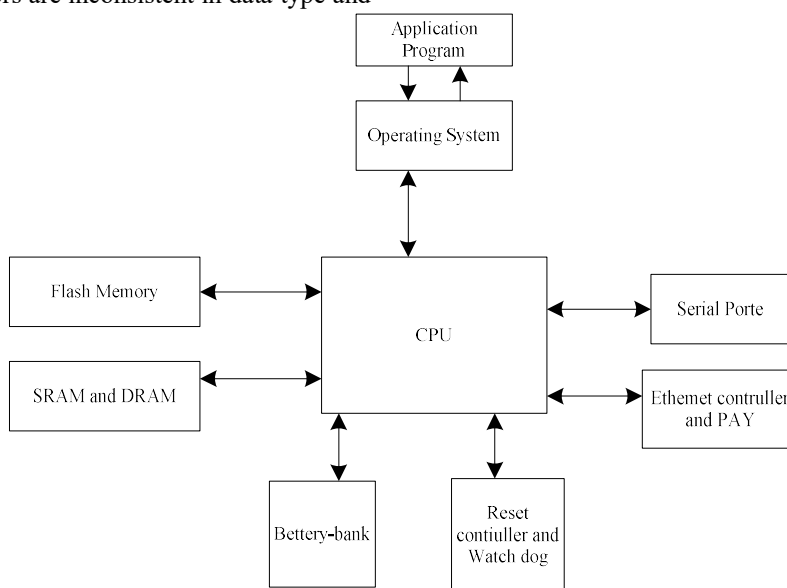 ers are inconsistent in data type and
Application
Program
Operating System
Flash Memory
CPU
Serial Porte
SRAM and DRAM
Ethemet contruller
and PAY
Bettery-bank
Reset
contiuller and
Watch dog